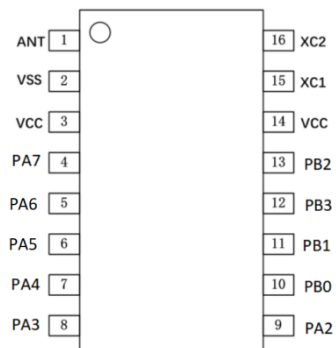 ANT 1 16 XC2
VSS 2 15 XC1
VCC 3 14 VCC
PA7 4 13 PB2
PA6 5 12 PB3
PA5 6 11 PB1
PA4 7 10 PB0
PA3 8 9 PA2